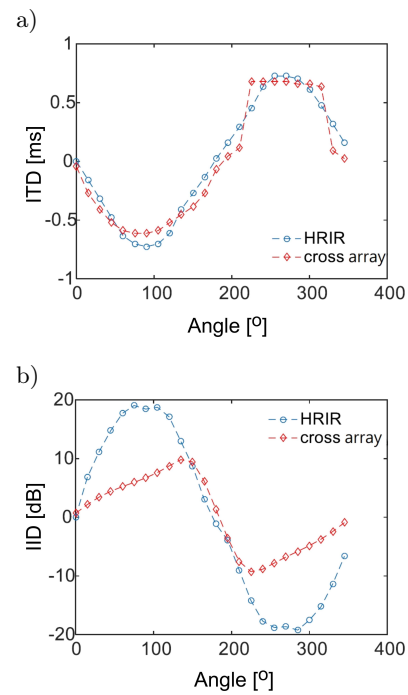 a)
1
0.5
0
-0.5
-1
ITD [ms]
HRIR
cross array
0
100
200
300
400
Angle [º]
b)
20
10
0
-10
-20
IID [dB]
HRIR
cross array
0
100
200
300
400
Angle [º]